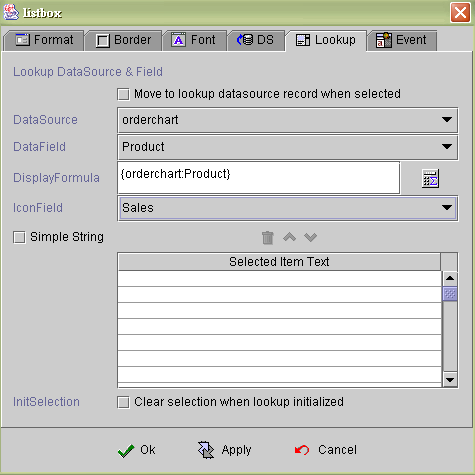 listbox
Format Border Font DS Lookup Event
Lookup DataSource & Field
Move to lookup datasource record when selected
DataSource orderchart
DataField Product
DisplayFormula {orderchart:Product}
IconField Sales
Simple String
Selected Item Text
InitSelection Clear selection when lookup initialized
Ok Apply Cancel